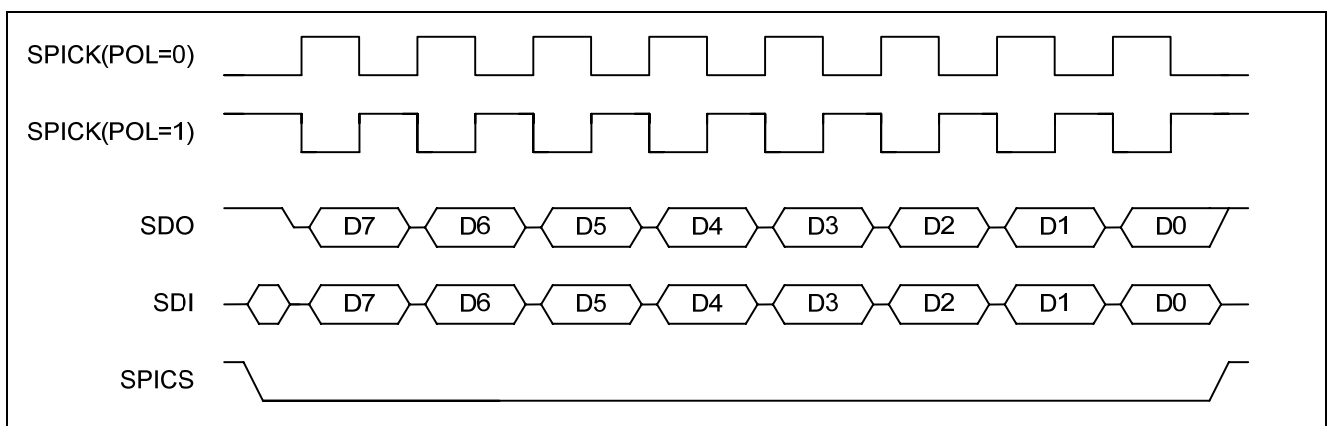 SPICK(POL=0)
SPICK(POL=1)
SDO D7 D6 D5 D4 D3 D2 D1 D0
SDI D7 D6 D5 D4 D3 D2 D1 D0
SPICS